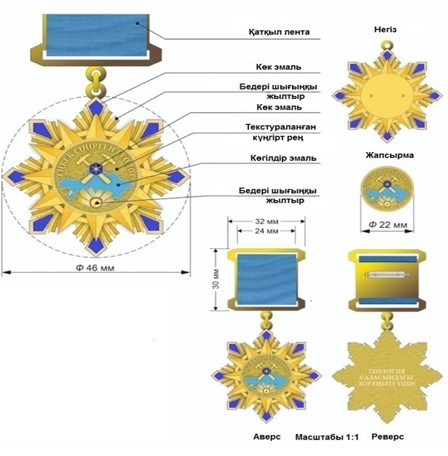 Қатқыл лента
Негіз
Көк эмаль
Бедері шығыңқы
жылтыр
Көк эмаль
Текстураланған
күңгірт рең
Көгілдір эмаль
Бедері шығыңқы
жылтыр
Жапсырма
Ф 22 мм
Ф 46 мм
32 мм
24 мм
30 мм
ГЕОЛОГИЯ
САЛАСЫНДАҒЫ
ЗОР ЕҢБЕГІ ҮШІН
Аверс
Масштабы 1:1
Реверс